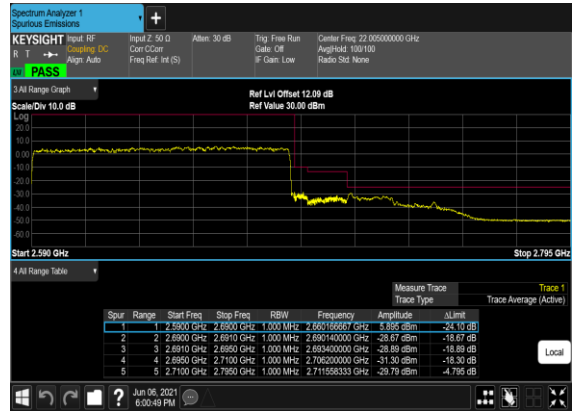 Spectrum Analyzer 1
Spurious Emissions
KEYSIGHT Input: RF Input Z: 50 Ω Atten: 30 dB Trig: Free Run Center Freq: 22.005000000 GHz
R T Coupling: DC Corr CCorr Gate: Off Avg|Hold: 100/100
Align: Auto Freq Ref: Int (S) IF Gain: Low Radio Std: None
PASS
3 All Range Graph
Ref Lvl Offset 12.09 dB
Scale/Div 10.0 dB Ref Value 30.00 dBm
Log
20.0
10.0
0.00
-10.0
-20.0
-30.0
-40.0
-50.0
-60.0
Start 2.590 GHz Stop 2.795 GHz
4 All Range Table
Measure Trace Trace 1
Trace Type Trace Average (Active)
Spur Range Start Freq Stop Freq RBW Frequency Amplitude ΔLimit
1 1 2.5900 GHz 2.6900 GHz 1.000 MHz 2.660166667 GHz 5.895 dBm -24.10 dB
2 2 2.6900 GHz 2.6910 GHz 1.000 MHz 2.690140000 GHz -28.67 dBm -18.67 dB
3 3 2.6910 GHz 2.6950 GHz 1.000 MHz 2.693400000 GHz -28.89 dBm -18.89 dB
4 4 2.6950 GHz 2.7100 GHz 1.000 MHz 2.706200000 GHz -31.30 dBm -18.30 dB
5 5 2.7100 GHz 2.7950 GHz 1.000 MHz 2.711558333 GHz -29.79 dBm -4.795 dB
Local
Jun 06, 2021
6:00:49 PM